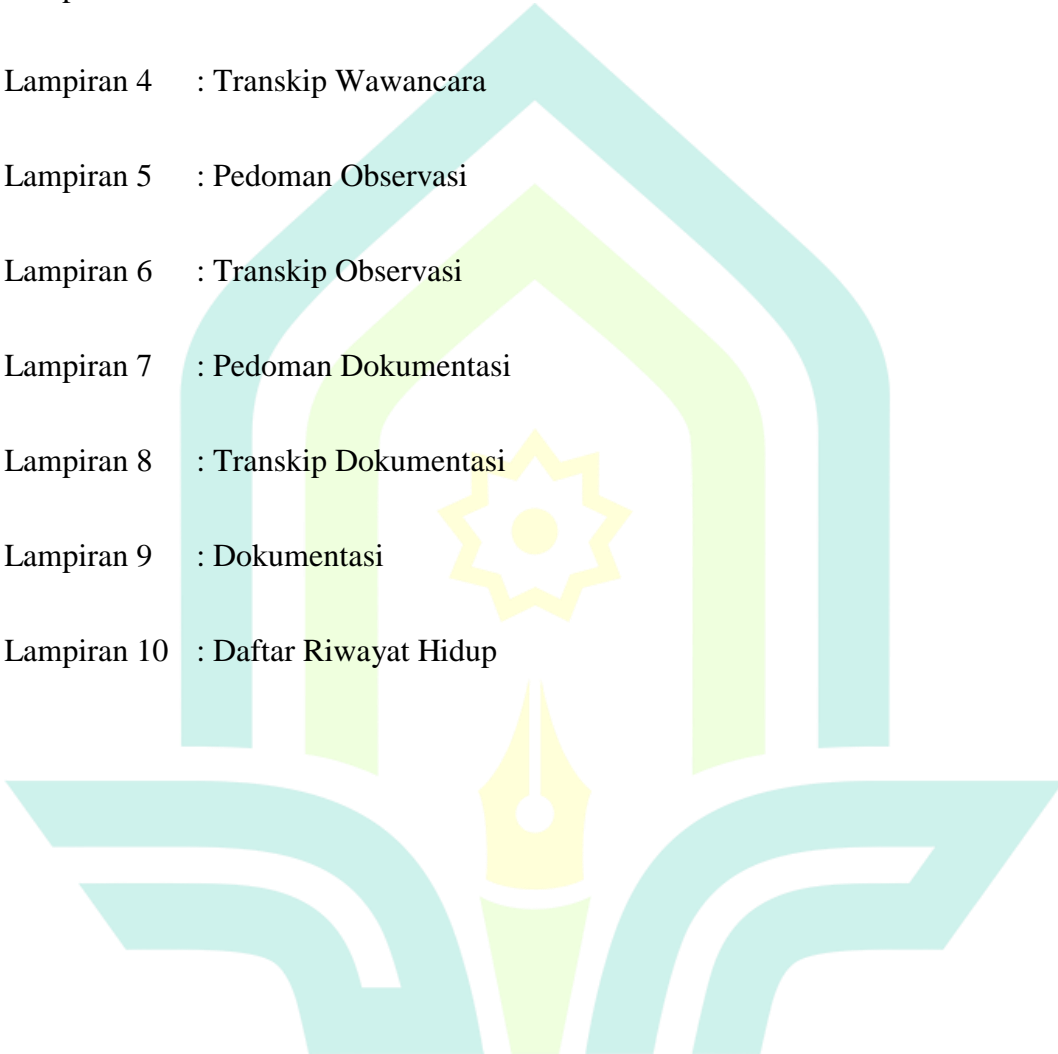 Lampiran 4 : Transkip Wawancara
Lampiran 5 : Pedoman Observasi
Lampiran 6 : Transkip Observasi
Lampiran 7 : Pedoman Dokumentasi
Lampiran 8 : Transkip Dokumentasi
Lampiran 9 : Dokumentasi
Lampiran 10 : Daftar Riwayat Hidup